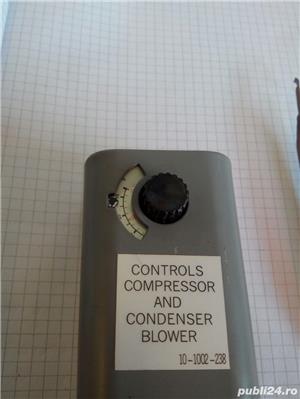 CONTROLS
COMPRESSOR
AND
CONDENSER
BLOWER
10-1002-238
publi24.ro